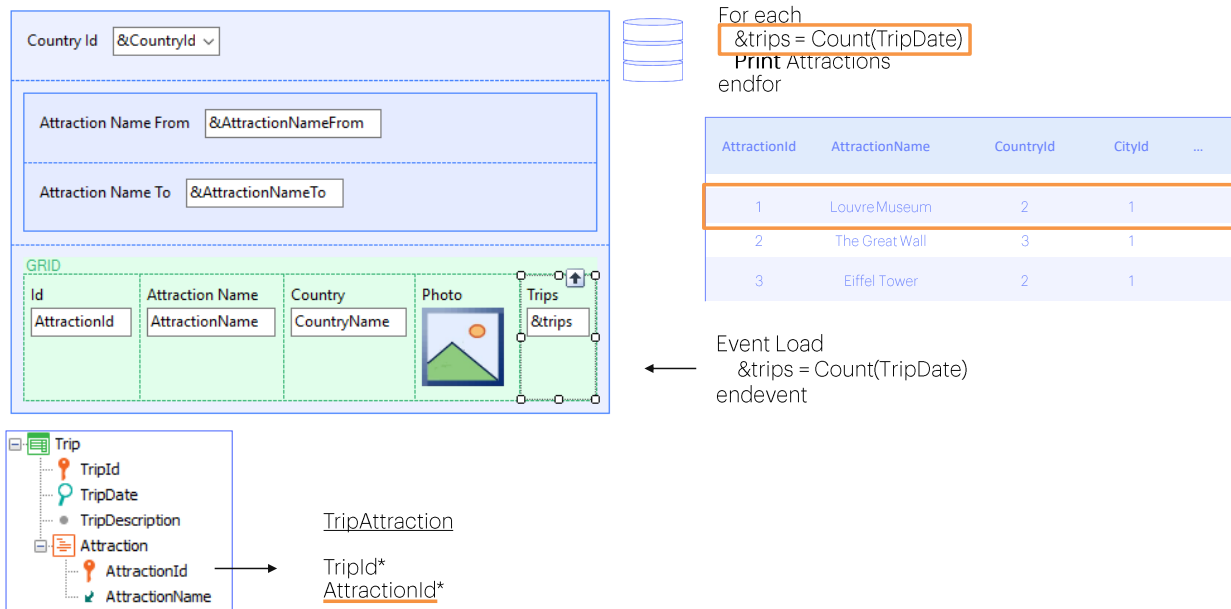 Country Id &CountryId
Attraction Name From &AttractionNameFrom
Attraction Name To &AttractionNameTo
GRID
Id Attraction Name Country Photo Trips
AttractionId AttractionName CountryName &trips
For each
&trips = Count(TripDate)
Print Attractions
endfor
AttractionId AttractionName CountryId CityId ...
1 Louvre Museum 2 1
2 The Great Wall 3 1
3 Eiffel Tower 2 1
Event Load
&trips = Count(TripDate)
endevent
Trip
TripId
TripDate
TripDescription
Attraction
AttractionId
AttractionName
TripAttraction
TripId*
AttractionId*